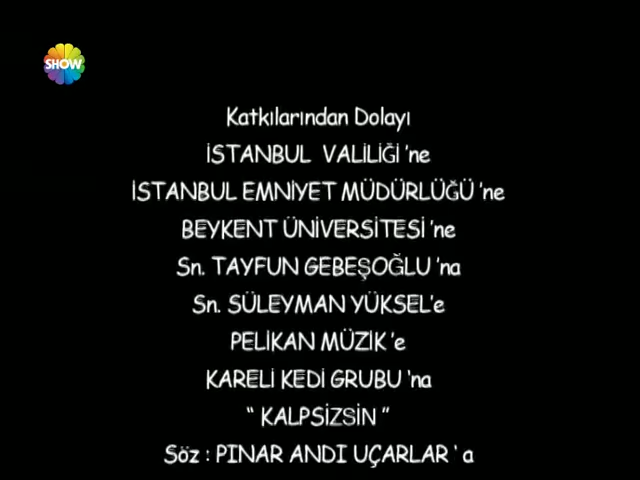 SHOW
Katkılarından Dolayı
İSTANBUL VALİLİĞİ 'ne
İSTANBUL EMNİYET MÜDÜRLÜĞÜ 'ne
BEYKENT ÜNİVERSİTESİ 'ne
Sn. TAYFUN GEBEŞOĞLU 'na
Sn. SÜLEYMAN YÜKSEL'e
PELİKAN MÜZİK 'e
KARELİ KEDİ GRUBU 'na
" KALPSİZSİN "
Söz : PINAR ANDI UÇARLAR ' a